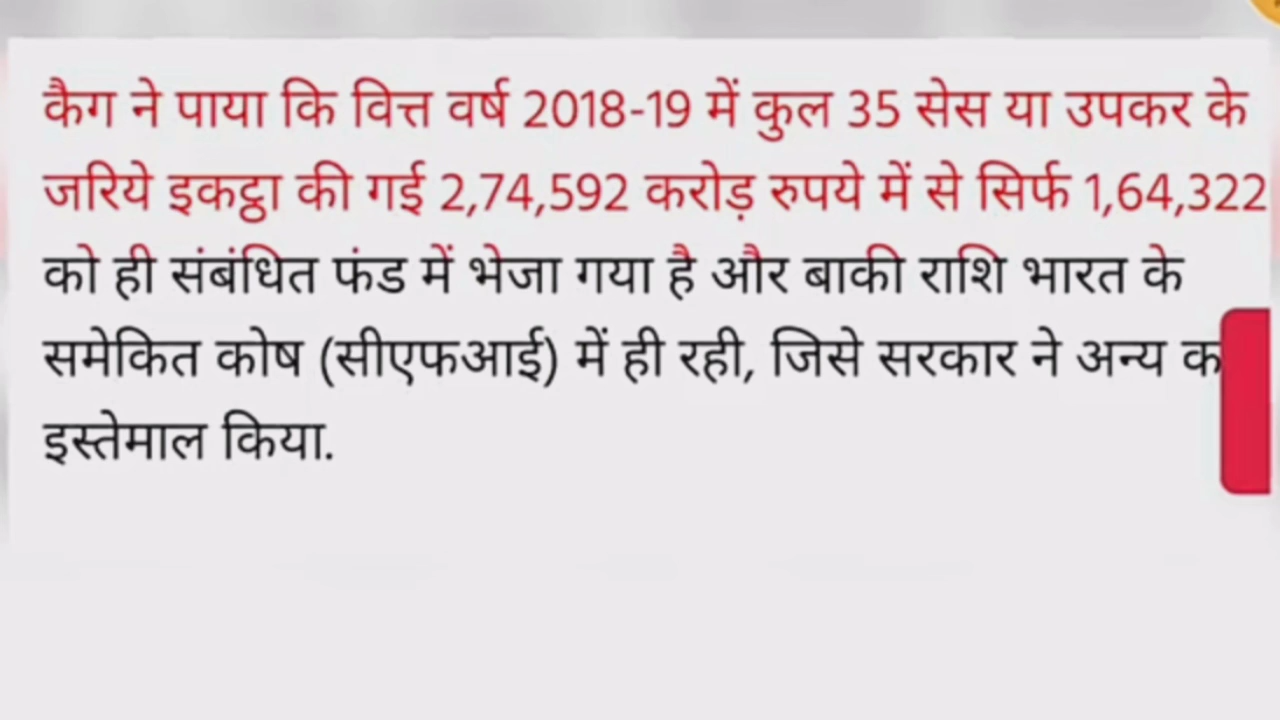 कैग ने पाया कि वित्त वर्ष 2018-19 में कुल 35 सेस या उपकर के
जरिये इकट्ठा की गई 2,74,592 करोड़ रुपये में से सिर्फ 1,64,322
को ही संबंधित फंड में भेजा गया है और बाकी राशि भारत के
समेकित कोष (सीएफआई) में ही रही, जिसे सरकार ने अन्य
इस्तेमाल किया.